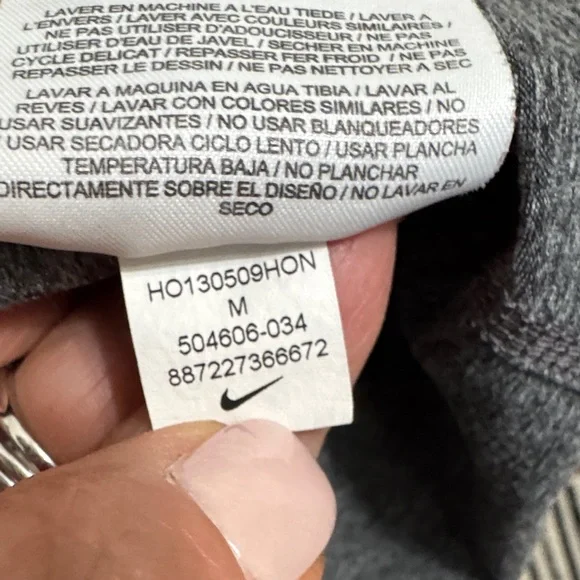 LAVER EN MACHINE A L'EAU TIEDE / LAVER A
L'ENVERS / LAVER AVEC COULEURS SIMILAIRES /
NE PAS UTILISER D'ADOUCISSEUR / NE PAS
UTILISER D'EAU DE JAVEL / SECHER EN MACHINE
CYCLE DELICAT / REPASSER FER FROID / NE PAS
REPASSER LE DESSIN / NE PAS NETTOYER A SEC
LAVAR A MAQUINA EN AGUA TIBIA / LAVAR AL
REVES / LAVAR CON COLORES SIMILARES / NO
USAR SUAVIZANTES / NO USAR BLANQUEADORES
/ USAR SECADORA CICLO LENTO / USAR PLANCHA
TEMPERATURA BAJA / NO PLANCHAR
DIRECTAMENTE SOBRE EL DISEÑO / NO LAVAR EN
SECO
HO130509HON
M
504606-034
887227366672